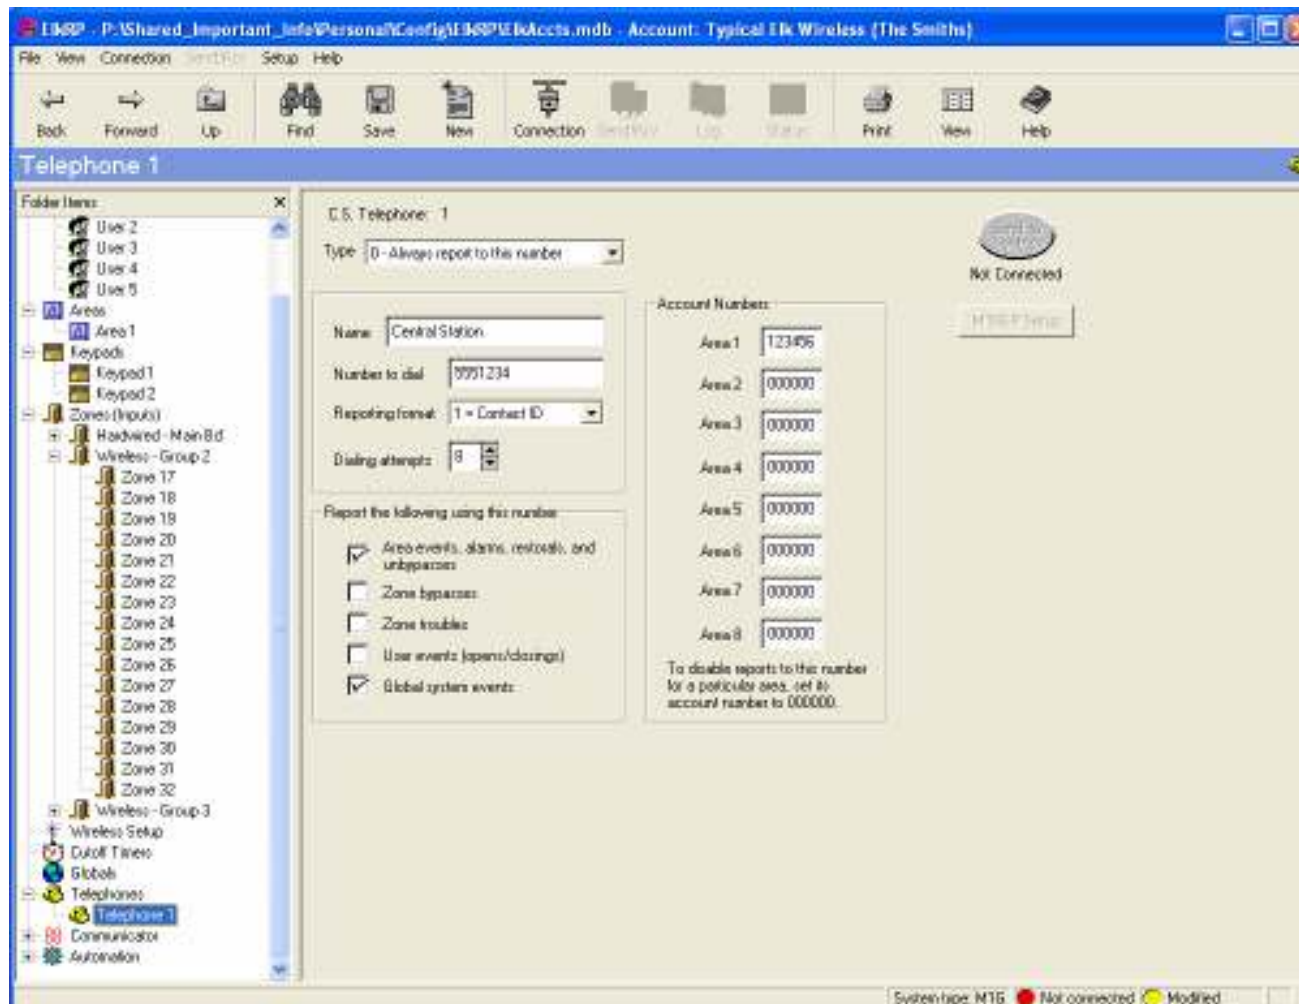 ElkRP - P:\Shared_Important_Info\Personal\Config\ElkRP\ElkAccts.mdb - Account: Typical Elk Wireless (The Smiths)
File View Connection Send/Rcv Setup Help
Back Forward Up Find Save New Connection Send/Rcv Log Status Print View Help
Telephone 1
Folder Items
User 2
User 3
User 4
User 5
Areas
Area 1
Keypads
Keypad 1
Keypad 2
Zones (Inputs)
Hardwired - Main Bd
Wireless - Group 2
Zone 17
Zone 18
Zone 19
Zone 20
Zone 21
Zone 22
Zone 23
Zone 24
Zone 25
Zone 26
Zone 27
Zone 28
Zone 29
Zone 30
Zone 31
Zone 32
Wireless - Group 3
Wireless Setup
Cutoff Timers
Globals
Telephones
Telephone 1
Communicator
Automation
C.S. Telephone: 1
Type 0 - Always report to this number
Name Central Station
Number to dial 5551234
Reporting format 1 = Contact ID
Dialing attempts 8
Report the following using this number
Area events, alarms, restorals, and
unbypasses
Zone bypasses
Zone troubles
User events (opens/closings)
Global system events
Account Numbers
Area 1 123456
Area 2 000000
Area 3 000000
Area 4 000000
Area 5 000000
Area 6 000000
Area 7 000000
Area 8 000000
To disable reports to this number
for a particular area, set its
account number to 000000.
Not Connected
Setup
System type: M1G Not connected Modified